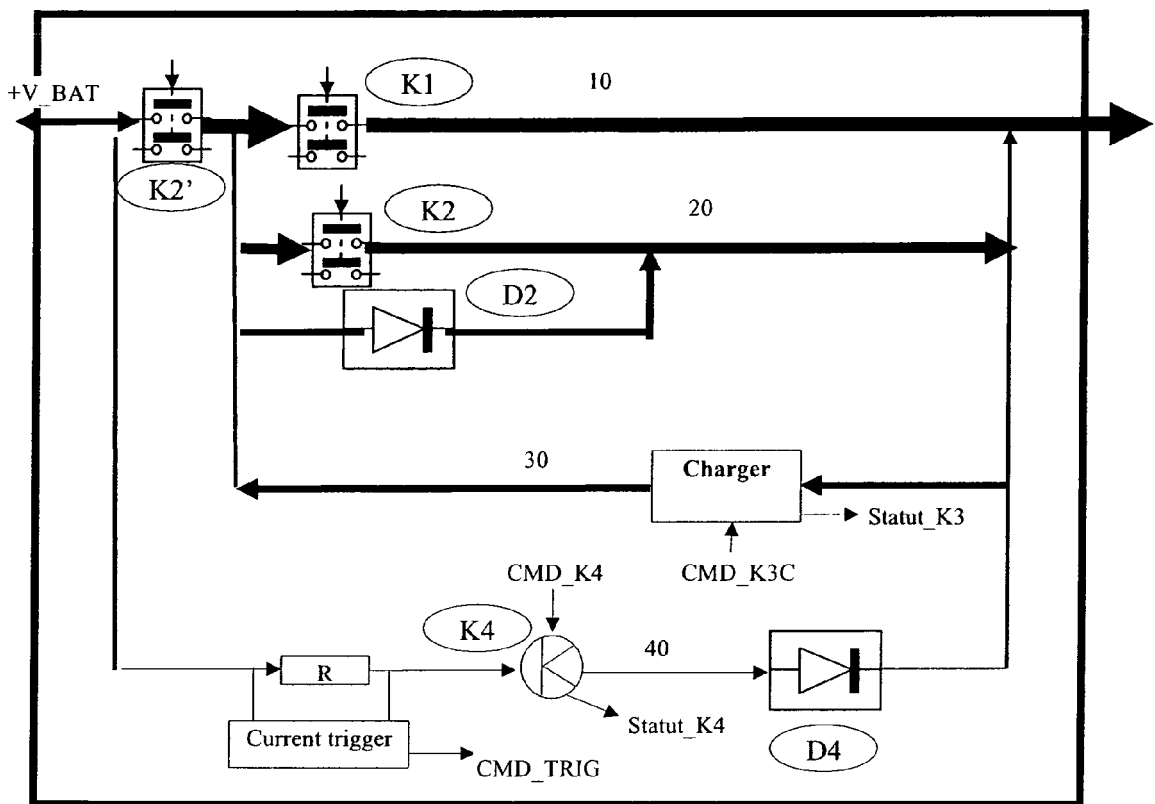 K1
10
+V_BAT
K2'
K2
20
D2
30
Charger
Statut_K3
CMD_K4
CMD_K3C
K4
40
R
Statut_K4
Current trigger
D4
CMD_TRIG